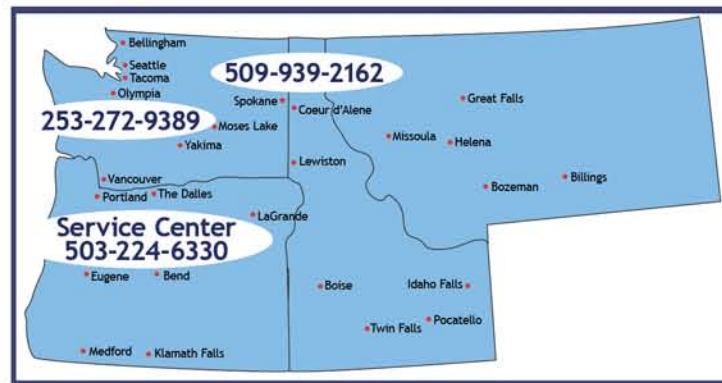 Bellingham
Seattle
Tacoma
Olympia
509-939-2162
Spokane
Coeur d'Alene
Great Falls
253-272-9389
Moses Lake
Missoula
Helena
Yakima
Lewiston
Billings
Bozeman
Vancouver
Portland
The Dalles
LaGrande
Service Center
503-224-6330
Eugene
Bend
Boise
Idaho Falls
Pocatello
Twin Falls
Medford
Klamath Falls